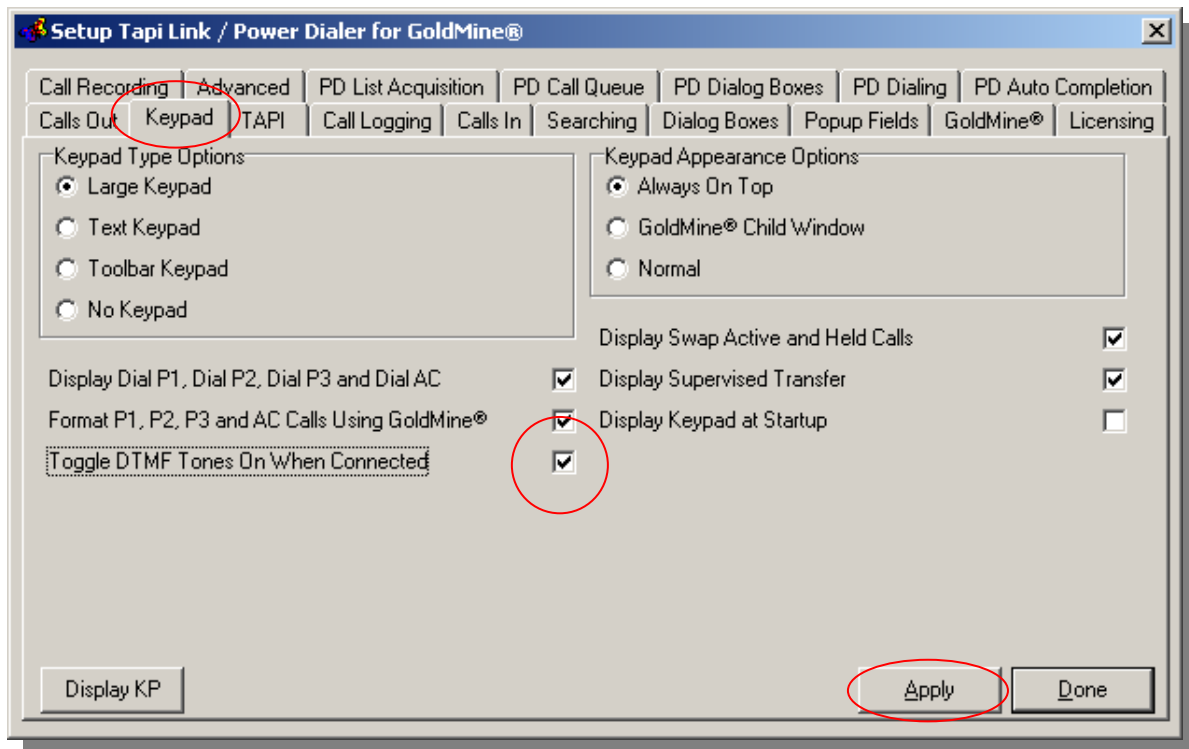 Setup Tapi Link / Power Dialer for GoldMine®
Call Recording Advanced PD List Acquisition PD Call Queue PD Dialog Boxes PD Dialing PD Auto Completion
Calls Out Keypad TAPI Call Logging Calls In Searching Dialog Boxes Popup Fields GoldMine® Licensing
Keypad Type Options
Large Keypad
Text Keypad
Toolbar Keypad
No Keypad
Keypad Appearance Options
Always On Top
GoldMine® Child Window
Normal
Display Dial P1, Dial P2, Dial P3 and Dial AC
Format P1, P2, P3 and AC Calls Using GoldMine®
Toggle DTMF Tones On When Connected
Display Swap Active and Held Calls
Display Supervised Transfer
Display Keypad at Startup
Display KP
Apply
Done